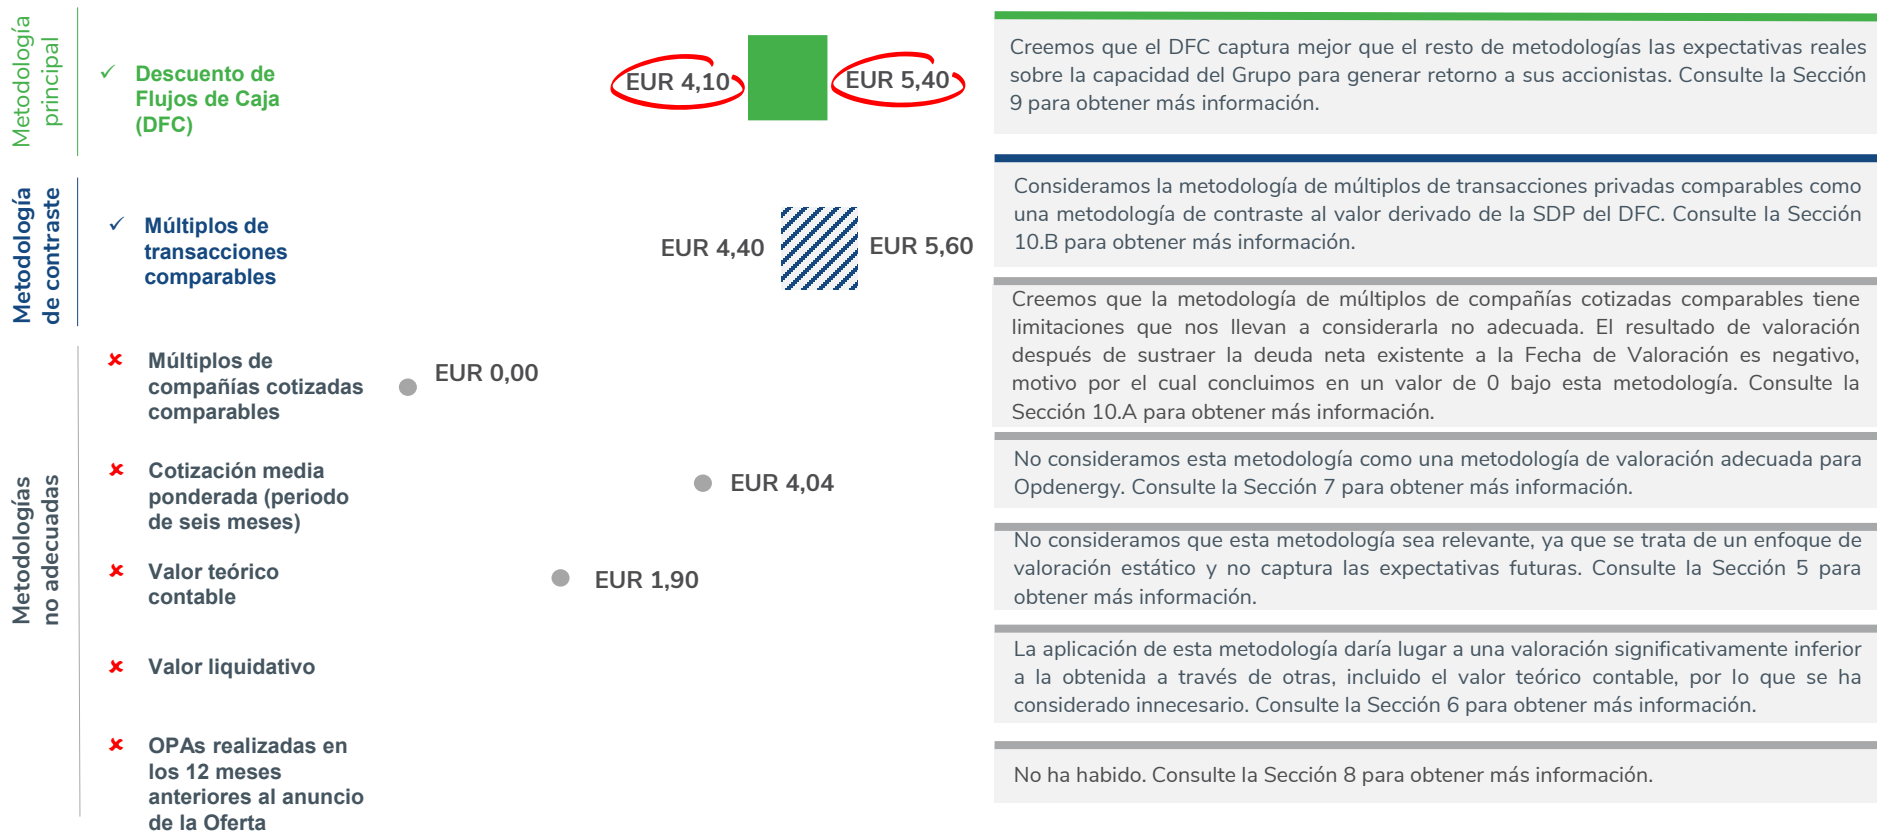 Metodología
principal
✓ Descuento de
Flujos de Caja
(DFC)
EUR 4,10
EUR 5,40
Creemos que el DFC captura mejor que el resto de metodologías las expectativas reales
sobre la capacidad del Grupo para generar retorno a sus accionistas. Consulte la Sección
9 para obtener más información.
Metodología
de contraste
✓ Múltiplos de
transacciones
comparables
EUR 4,40
EUR 5,60
Consideramos la metodología de múltiplos de transacciones privadas comparables como
una metodología de contraste al valor derivado de la SDP del DFC. Consulte la Sección
10.B para obtener más información.
Metodologías
no adecuadas
✘ Múltiplos de
compañías cotizadas
comparables
EUR 0,00
Creemos que la metodología de múltiplos de compañías cotizadas comparables tiene
limitaciones que nos llevan a considerarla no adecuada. El resultado de valoración
después de sustraer la deuda neta existente a la Fecha de Valoración es negativo,
motivo por el cual concluimos en un valor de 0 bajo esta metodología. Consulte la
Sección 10.A para obtener más información.
✘ Cotización media
ponderada (periodo
de seis meses)
EUR 4,04
No consideramos esta metodología como una metodología de valoración adecuada para
Opdenergy. Consulte la Sección 7 para obtener más información.
✘ Valor teórico
contable
EUR 1,90
No consideramos que esta metodología sea relevante, ya que se trata de un enfoque de
valoración estático y no captura las expectativas futuras. Consulte la Sección 5 para
obtener más información.
✘ Valor liquidativo
La aplicación de esta metodología daría lugar a una valoración significativamente inferior
a la obtenida a través de otras, incluido el valor teórico contable, por lo que se ha
considerado innecesario. Consulte la Sección 6 para obtener más información.
✘ OPAs realizadas en
los 12 meses
anteriores al anuncio
de la Oferta
No ha habido. Consulte la Sección 8 para obtener más información.